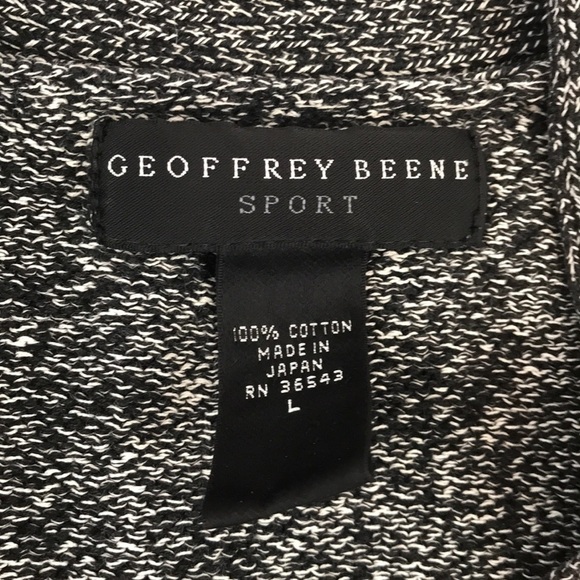 GEOFFREY BEENE
SPORT
100% COTTON
MADE IN
JAPAN
RN 36543
L